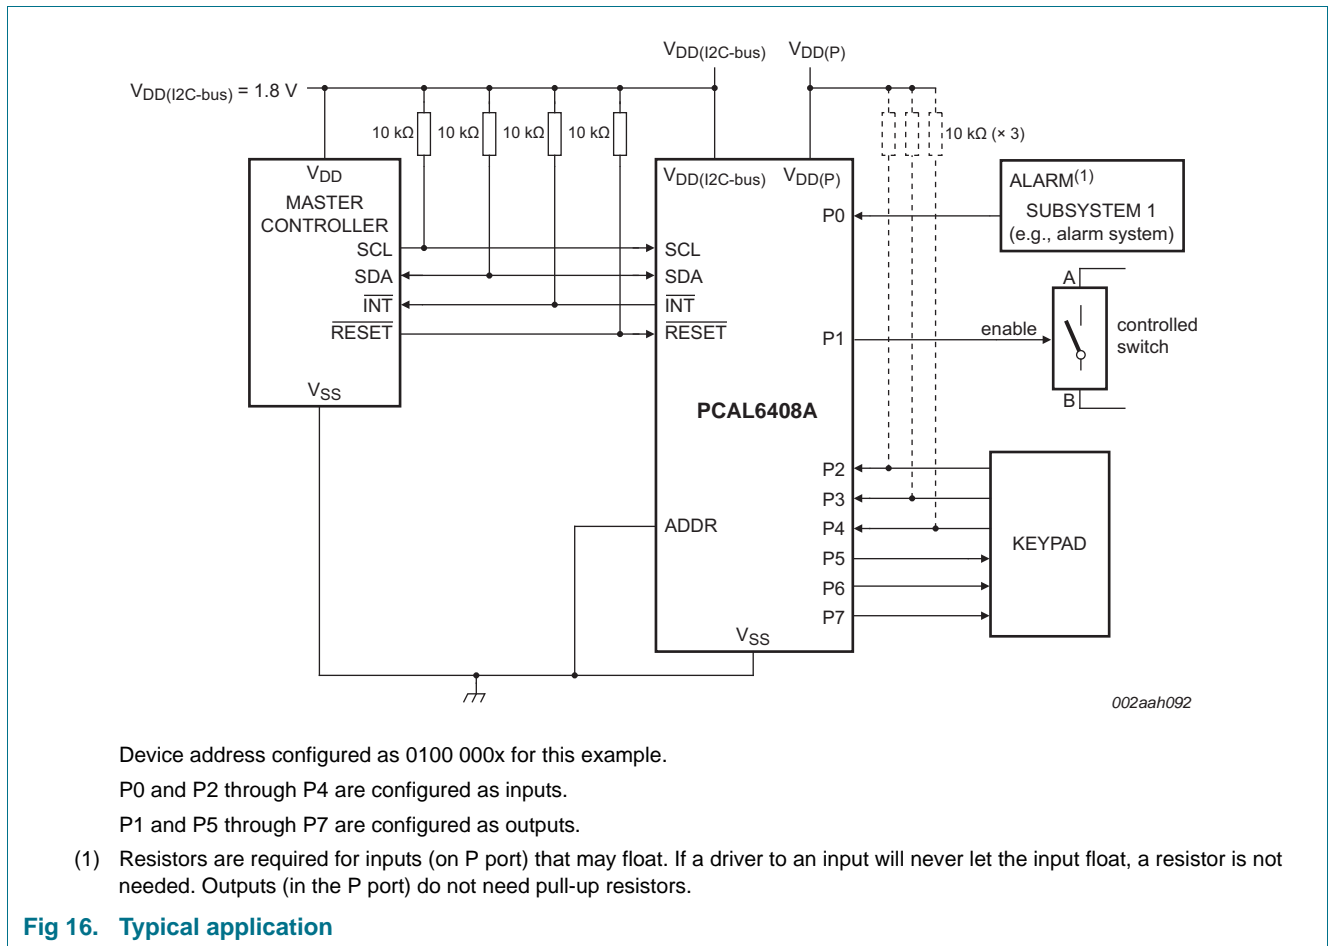 VDD(I2C-bus) VDD(P)
VDD(I2C-bus) = 1.8 V
10 kΩ 10 kΩ 10 kΩ 10 kΩ 10 kΩ (× 3)
VDD
MASTER
CONTROLLER
SCL
SDA
INT
RESET
VSS
VDD(I2C-bus) VDD(P)
SCL
SDA
INT
RESET
PCAL6408A
ADDR
VSS
P0
P1
P2
P3
P4
P5
P6
P7
ALARM(1)
SUBSYSTEM 1
(e.g., alarm system)
A
enable
controlled
switch
B
KEYPAD
002aah092
Device address configured as 0100 000x for this example.
P0 and P2 through P4 are configured as inputs.
P1 and P5 through P7 are configured as outputs.
(1) Resistors are required for inputs (on P port) that may float. If a driver to an input will never let the input float, a resistor is not
needed. Outputs (in the P port) do not need pull-up resistors.
Fig 16. Typical application